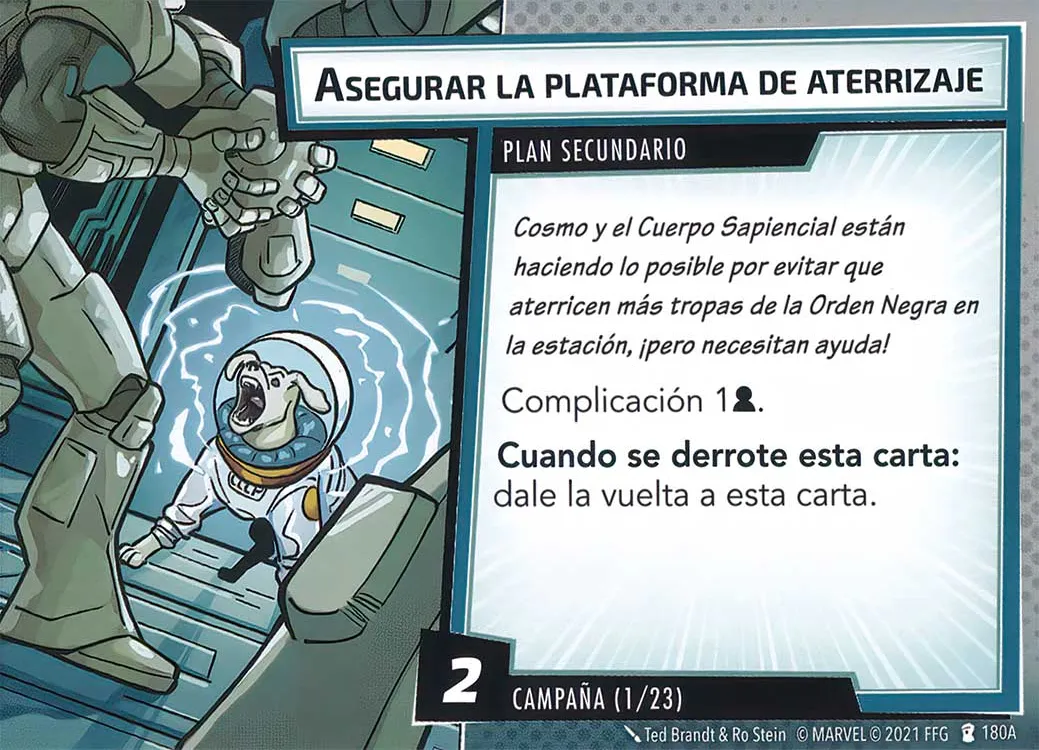 ASEGURAR LA PLATAFORMA DE ATERRIZAJE
PLAN SECUNDARIO
Cosmo y el Cuerpo Sapiencial están
haciendo lo posible por evitar que
aterricen más tropas de la Orden Negra en
la estación, ¡pero necesitan ayuda!
Complicación 1.
Cuando se derrote esta carta:
dale la vuelta a esta carta.
CCCP
2
CAMPAÑA (1/23)
Ted Brandt & Ro Stein © MARVEL © 2021 FFG 180A